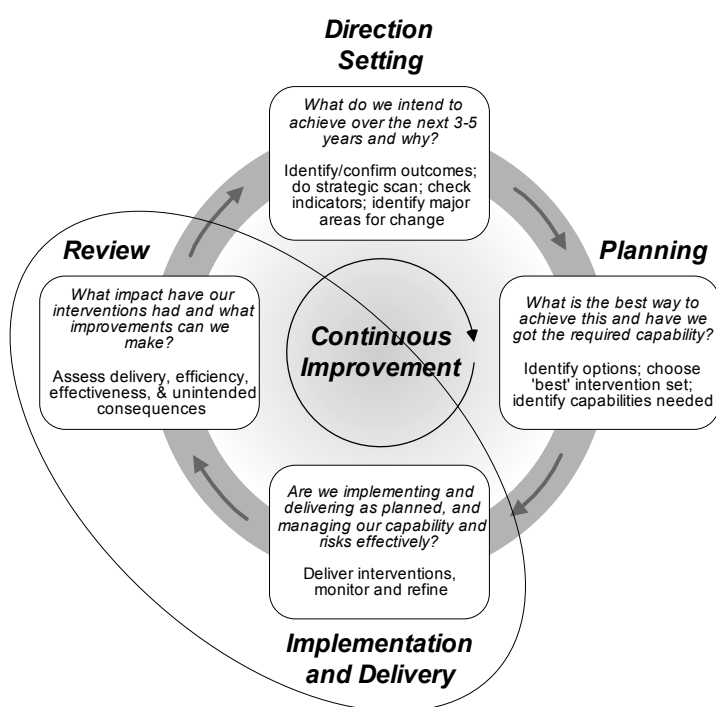 Direction
Setting
What do we intend to
achieve over the next 3-5
years and why?
Identify/confirm outcomes;
do strategic scan; check
indicators; identify major
areas for change
Review
What impact have our
interventions had and what
improvements can we
make?
Assess delivery, efficiency,
effectiveness, & unintended
consequences
Continuous
Improvement
Planning
What is the best way to
achieve this and have we
got the required capability?
Identify options; choose
'best' intervention set;
identify capabilities needed
Are we implementing and
delivering as planned, and
managing our capability and
risks effectively?
Deliver interventions,
monitor and refine
Implementation
and Delivery